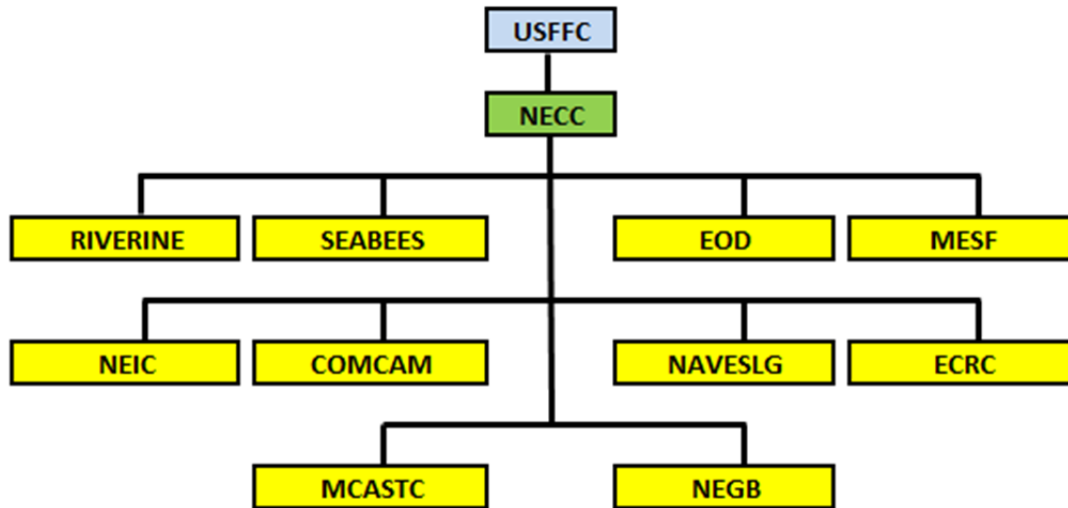 USFFC
NECC
RIVERINE SEABEES EOD MESF
NEIC COMCAM NAVESLG ECRC
MCASTC NEGB